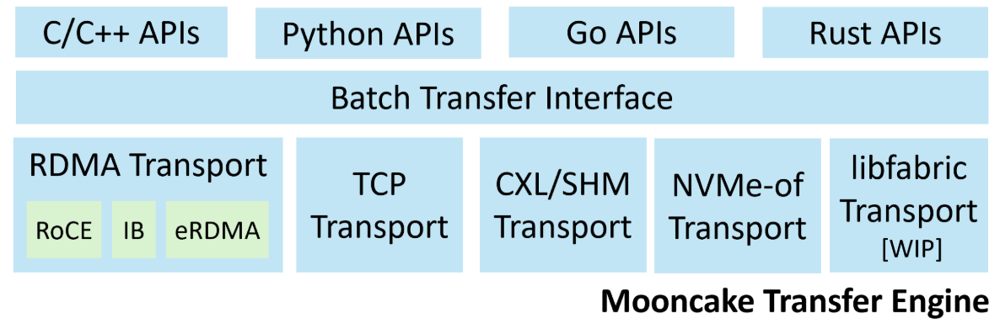 C/C++ APIs
Python APIs
Go APIs
Rust APIs
Batch Transfer Interface
RDMA Transport
RoCE
IB
eRDMA
TCP
Transport
CXL/SHM
Transport
NVMe-of
Transport
libfabric
Transport
[WIP]
Mooncake Transfer Engine